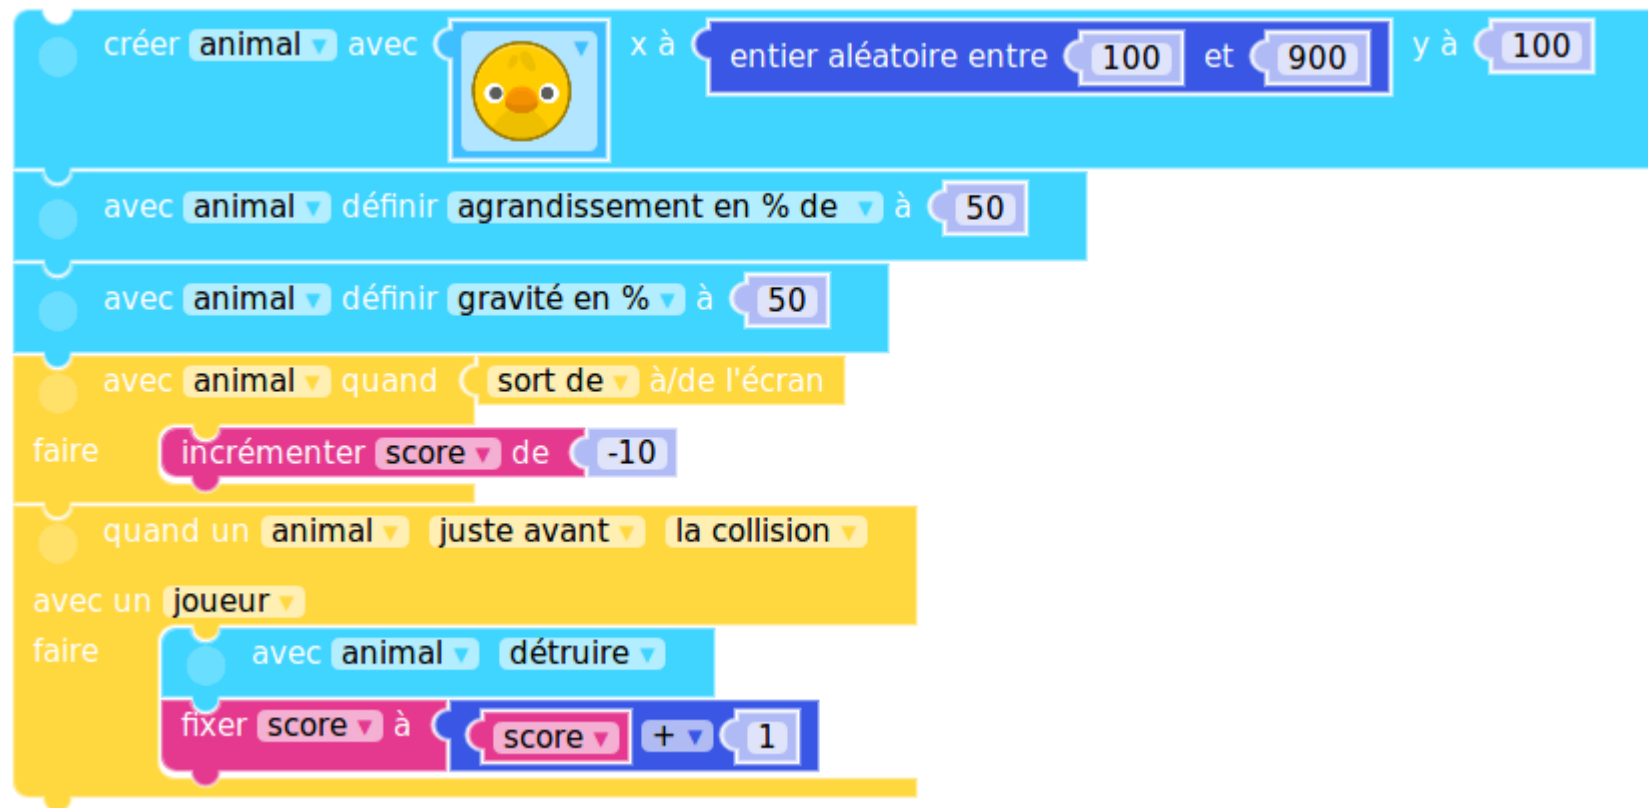 créer animal avec x à entier aléatoire entre 100 et 900 y à 100
avec animal définir agrandissement en % de à 50
avec animal définir gravité en % à 50
avec animal quand sort de à/de l'écran
faire incrémenter score de -10
quand un animal juste avant la collision
avec un joueur
faire avec animal détruire
fixer score à score + 1